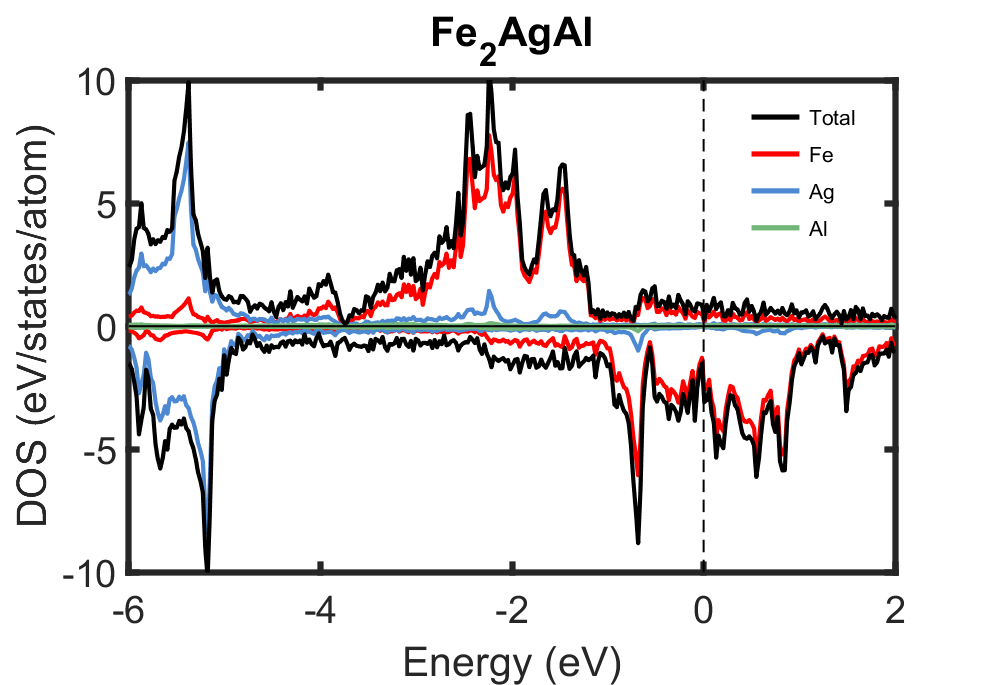 Fe2AgAl
10
5
0
-5
-10
DOS (eV/states/atom)
Total
Fe
Ag
Al
-6
-4
-2
0
2
Energy (eV)